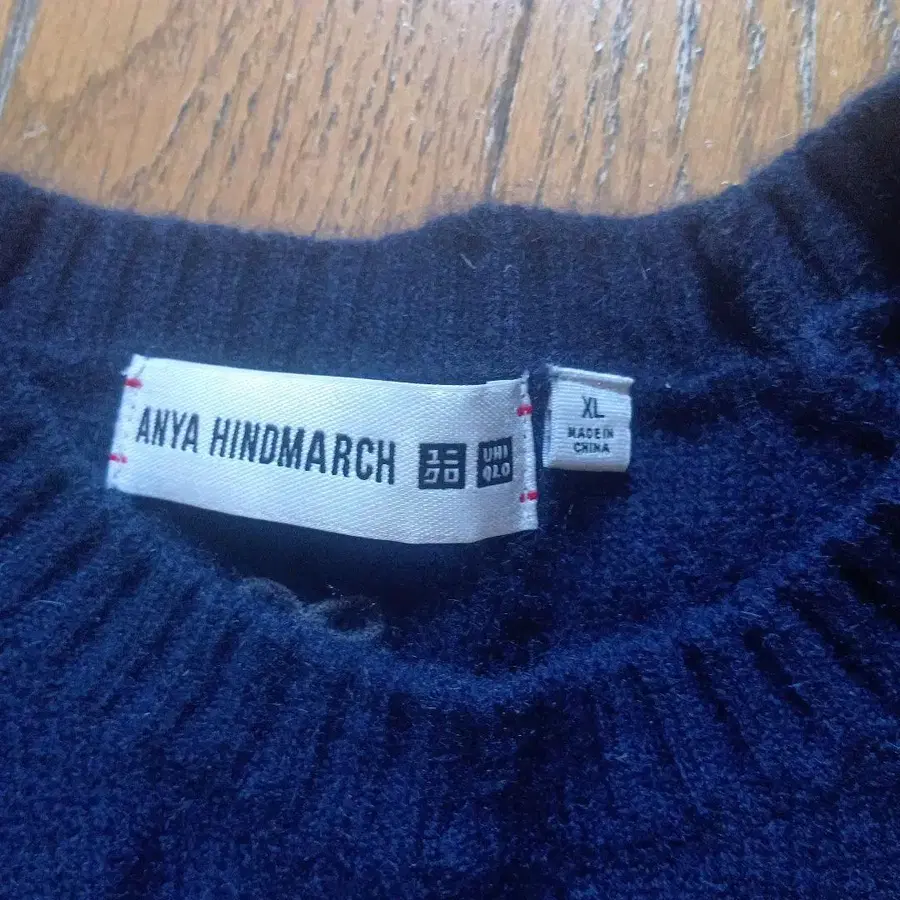 ANYA HINDMARCH
ユニ
クロ
UNI
QLO
XL
MADE IN
CHINA